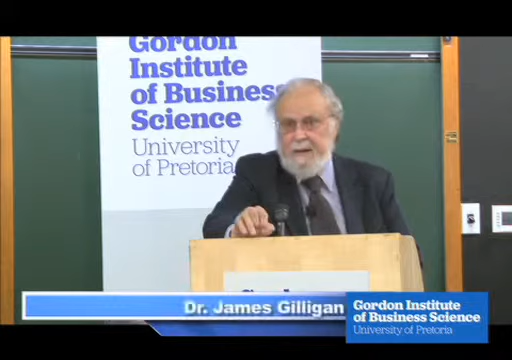 Gordon
Institute
of Business
Science
University
of Pretoria
Dr. James Gilligan
Gordon Institute
of Business Science
University of Pretoria